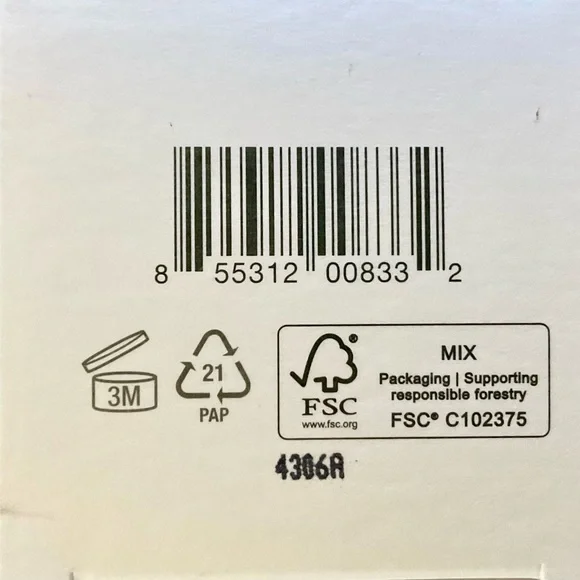 8 55312 00833 2
3M
21
PAP
FSC
www.fsc.org
MIX
Packaging | Supporting
responsible forestry
FSC® C102375
4306A